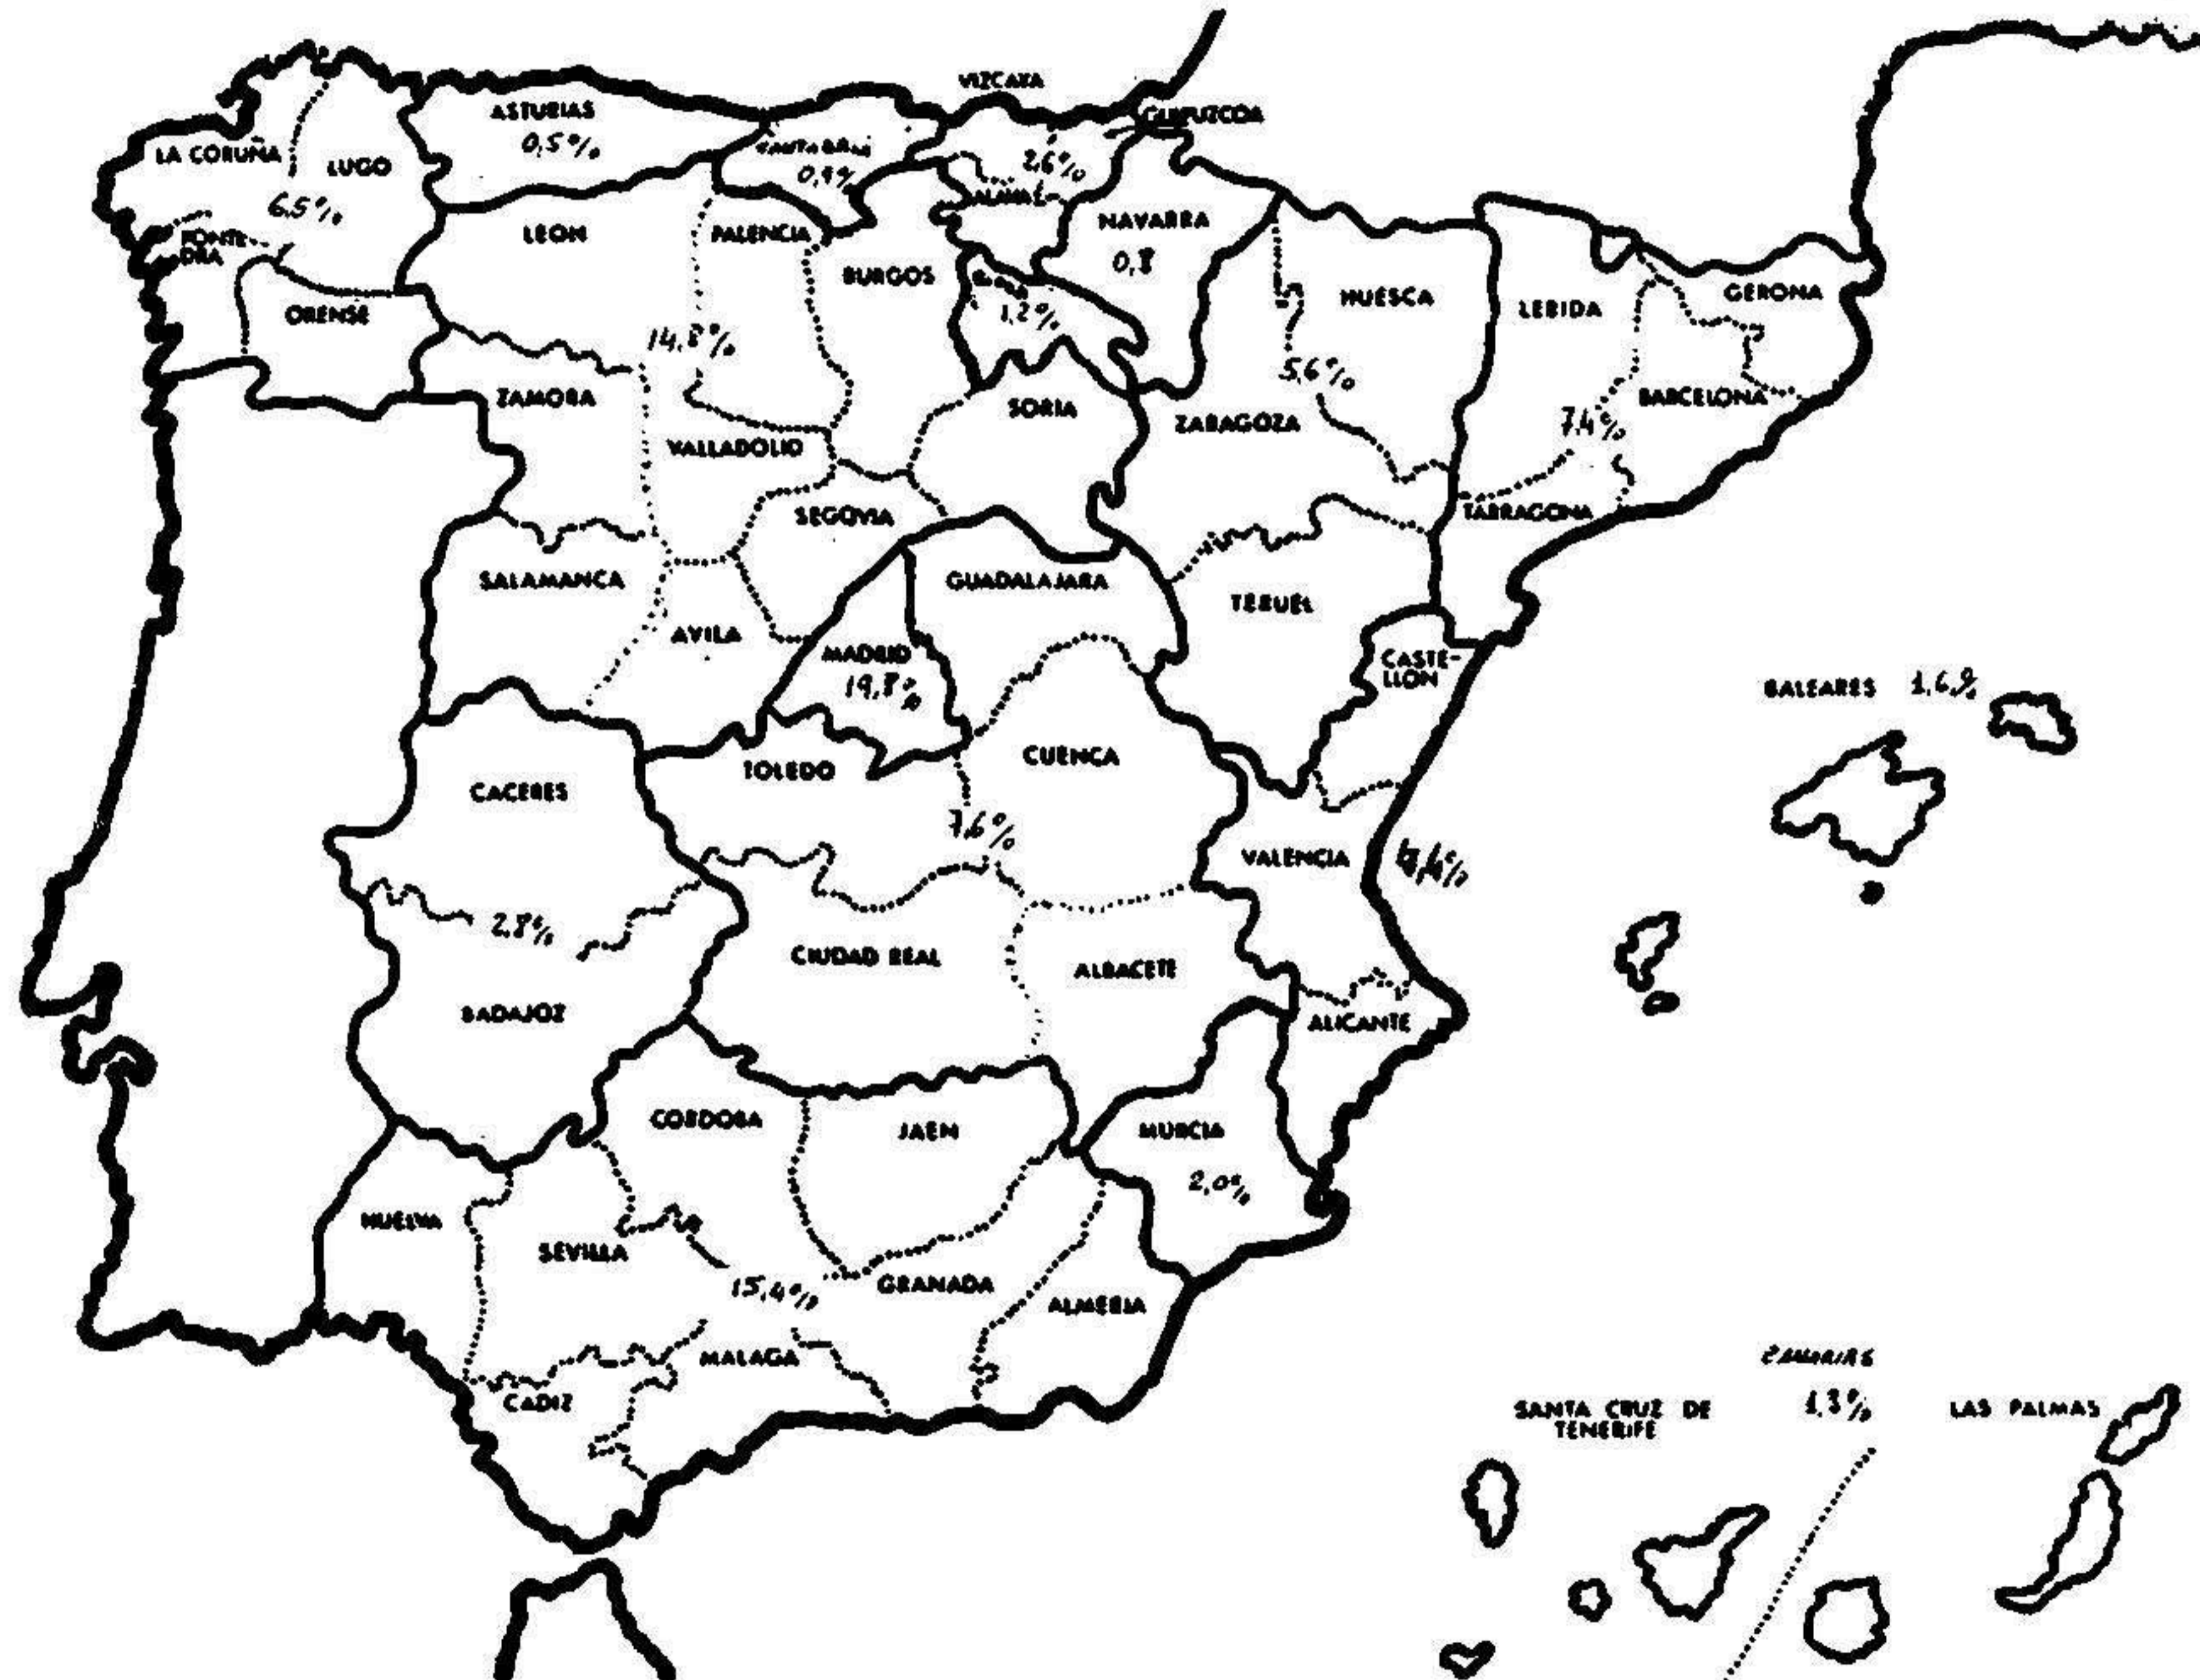 VIZCAYA
ASTURIAS
0,5%
GUIPUZCOA
LA CORUÑA
LUGO
6,5%
2,6%
ALAVA
PONTE-
DRA
ORENSE
LEON
PALENCIA
BURGOS
NAVARRA
0,8
1,2%
HUESCA
LERIDA
GERONA
14,8%
ZAMORA
VALLADOLID
SORIA
ZARAGOZA
5,6%
BARCELONA
7,4%
TARRAGONA
SEGOVIA
SALAMANCA
AVILA
GUADALAJARA
MADRID
19,8%
TERUEL
CASTE-
LLON
BALEARES 1,6%
CACERES
TOLEDO
CUENCA
7,6%
VALENCIA
2,8%
BADAJOZ
CIUDAD REAL
ALBACETE
ALICANTE
CORDOBA
JAEN
MURCIA
2,0%
HUELVA
SEVILLA
15,4%
GRANADA
ALMERIA
MALAGA
CADIZ
CANARIAS
1,3%
SANTA CRUZ DE
TENERIFE
LAS PALMAS